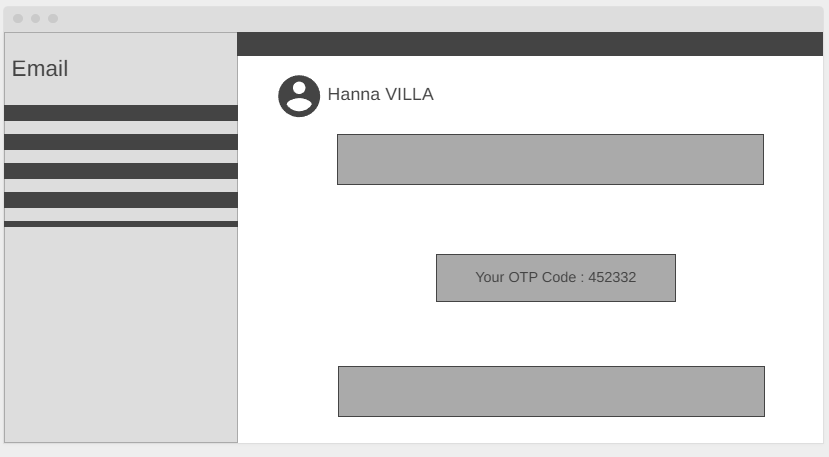 Email
Hanna VILLA
Your OTP Code : 452332